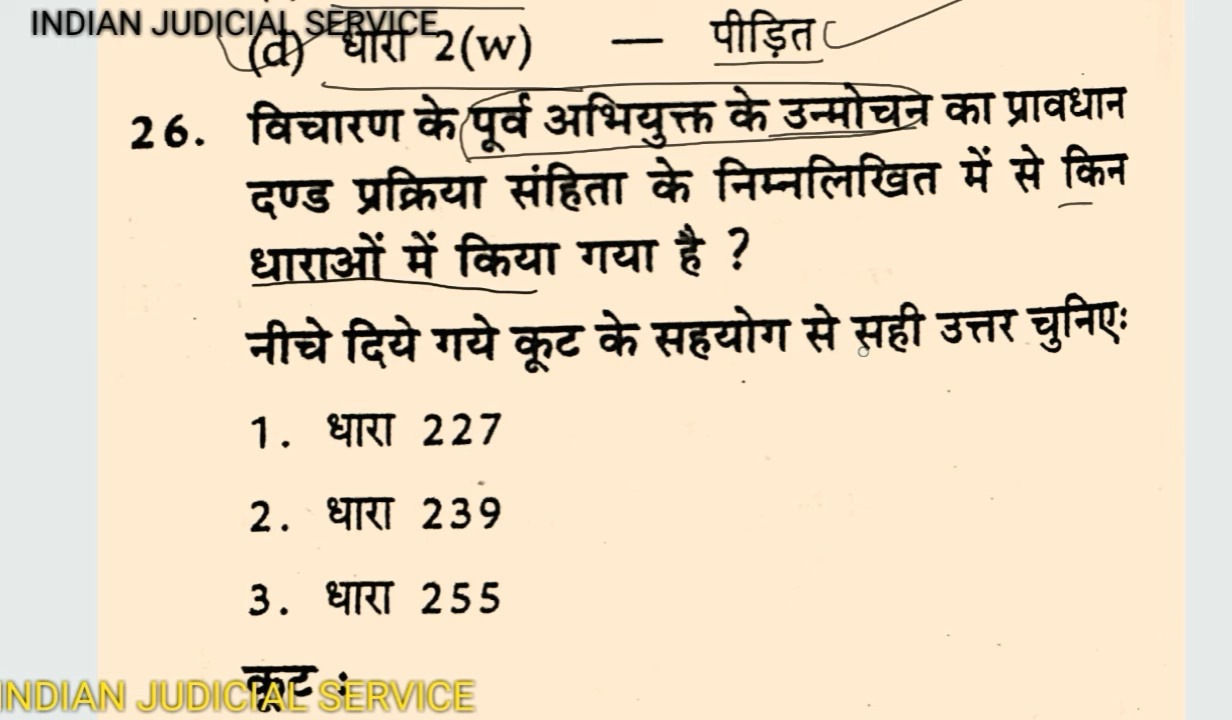 INDIAN JUDICIAL SERVICE
(d) धारा 2(w) — पीड़ित
26. विचारण के पूर्व अभियुक्त के उन्मोचन का प्रावधान
दण्ड प्रक्रिया संहिता के निम्नलिखित में से किन
धाराओं में किया गया है ?
नीचे दिये गये कूट के सहयोग से सही उत्तर चुनिएः
1. धारा 227
2. धारा 239
3. धारा 255
कूट :
INDIAN JUDICIAL SERVICE